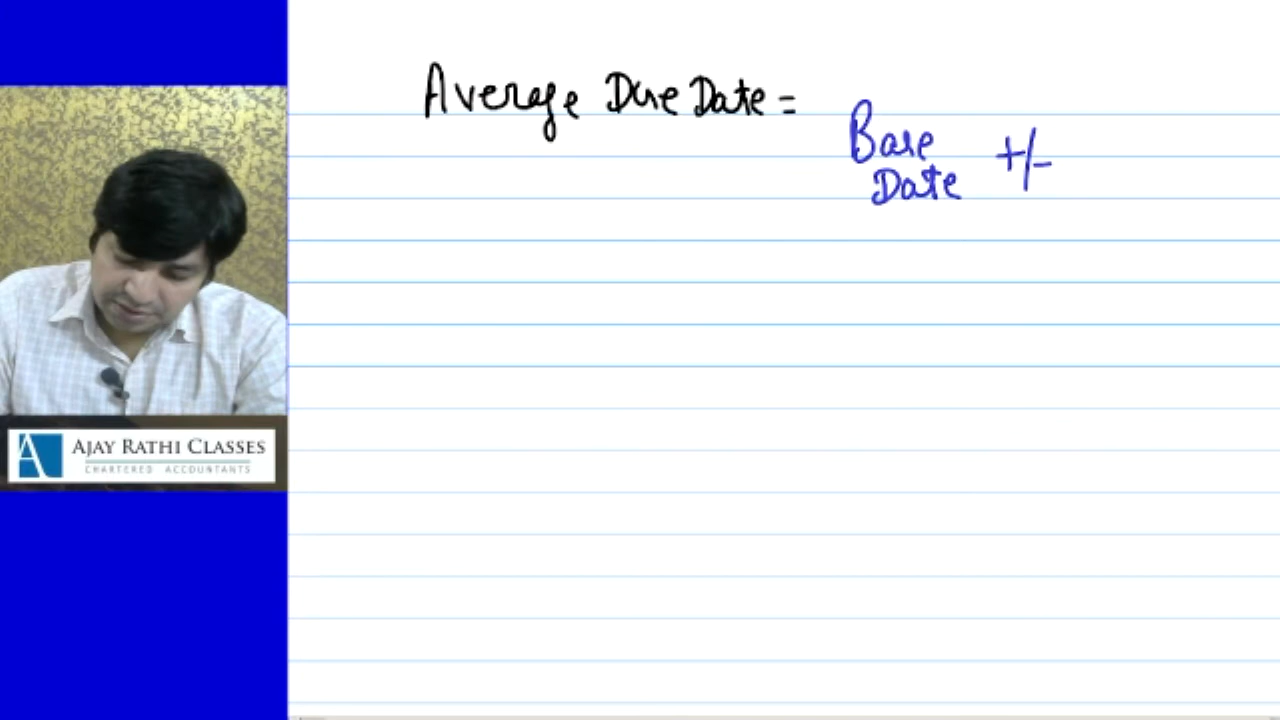 Average Due Date =
Base
Date +/-
AJAY RATHI CLASSES
CHARTERED ACCOUNTANTS